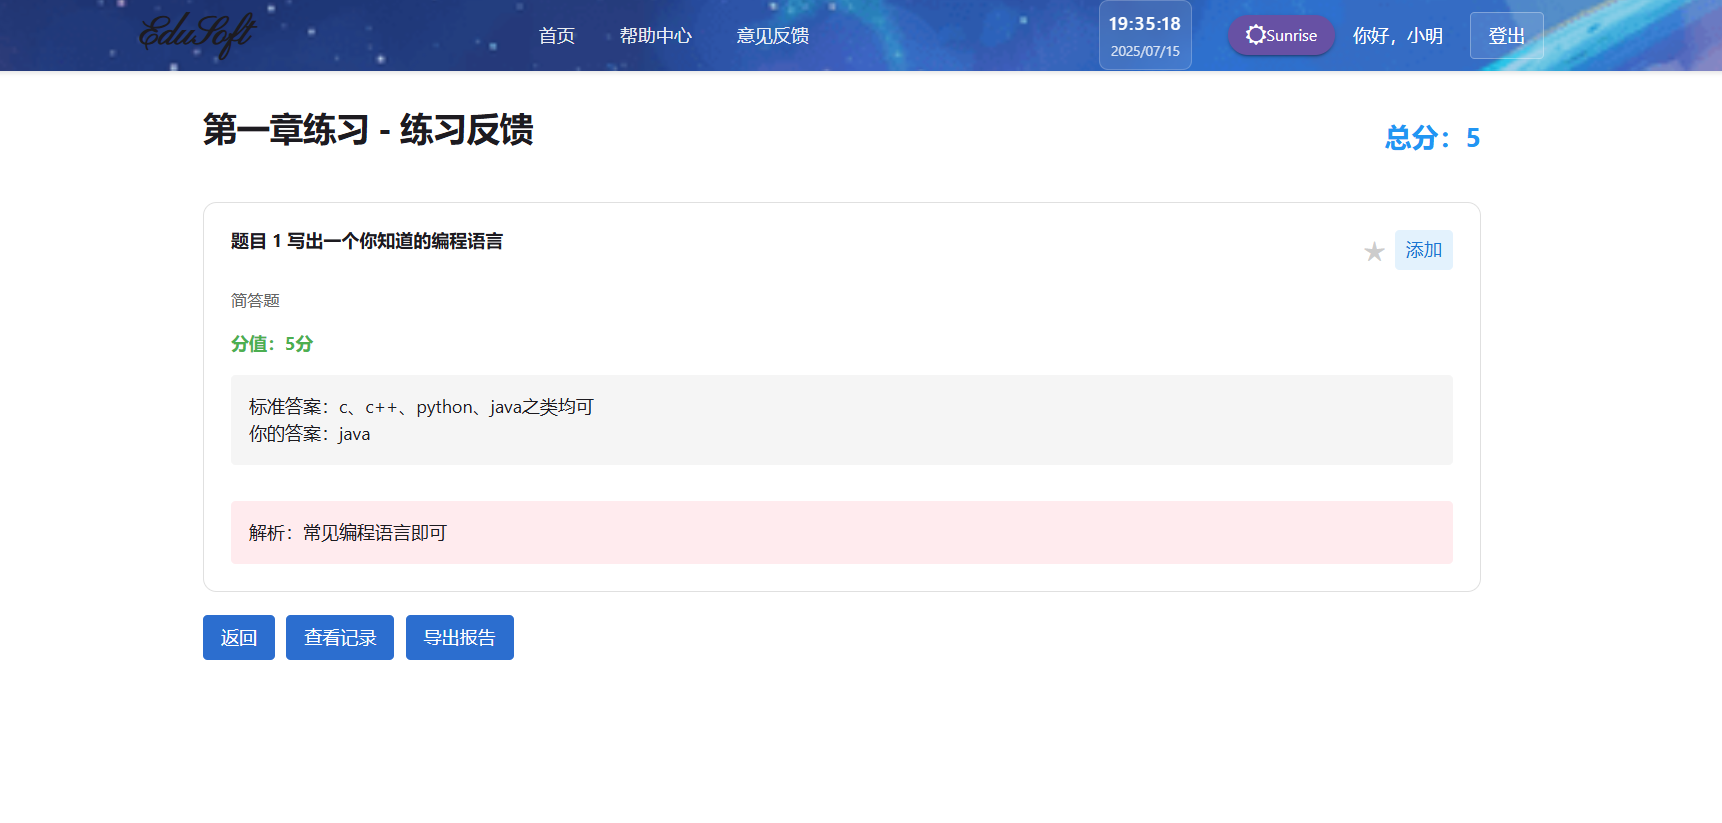 EduSoft
首页
帮助中心
意见反馈
19:35:18
2025/07/15
Sunrise
你好，小明
登出
第一章练习 - 练习反馈
总分：5
题目 1 写出一个你知道的编程语言
添加
简答题
分值：5分
标准答案：c、c++、python、java之类均可
你的答案：java
解析：常见编程语言即可
返回
查看记录
导出报告